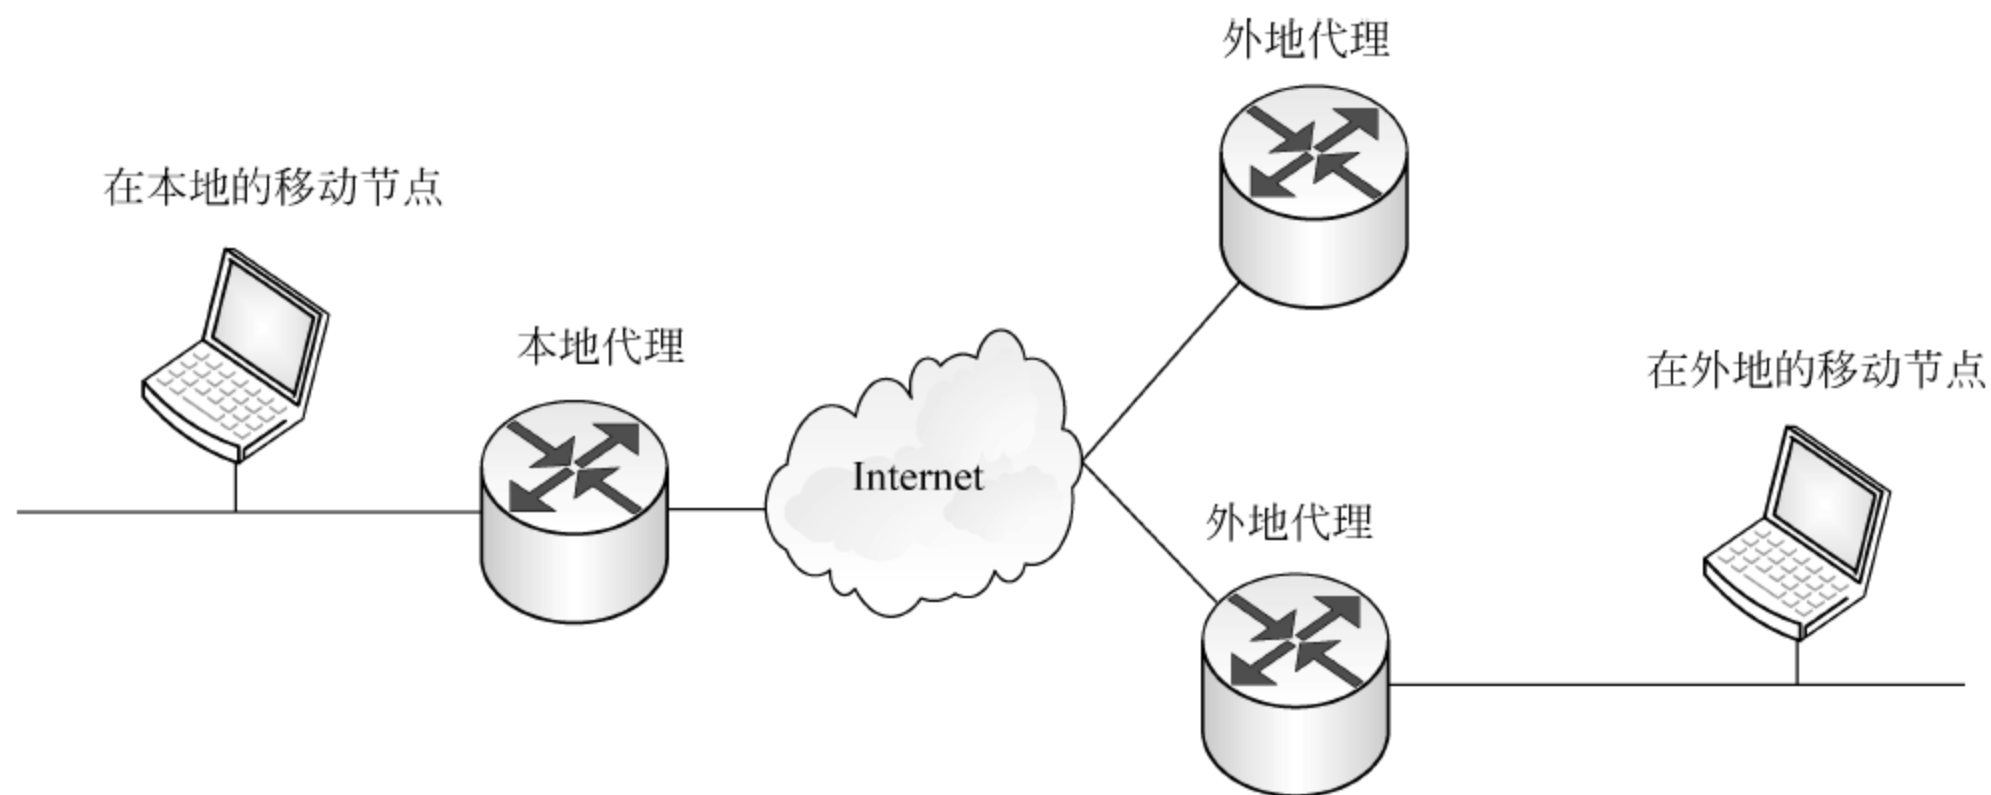 外地代理
在本地的移动节点
本地代理
在外地的移动节点
Internet
外地代理